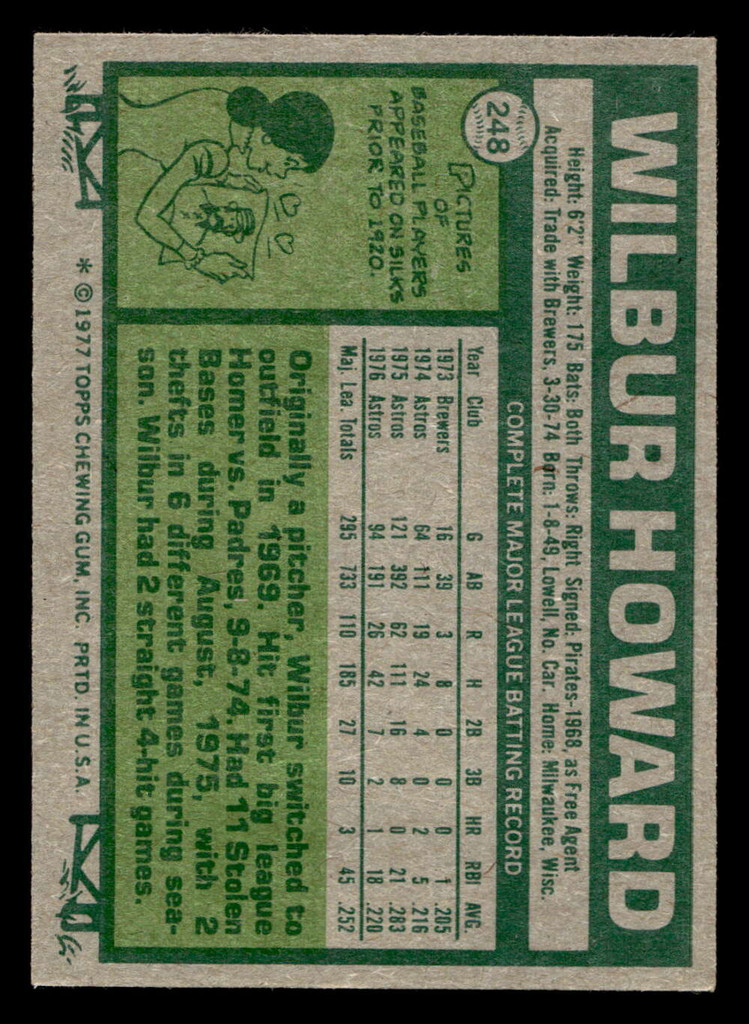 WILBUR HOWARD
248
Height: 6'2" Weight: 175 Bats: Both Throws: Right Signed: Pirates-1968, as Free Agent
Acquired: Trade with Brewers, 3-30-74 Born: 1-8-49, Lowell, No. Car. Home: Milwaukee, Wisc.
PICTURES
OF
BASEBALL PLAYERS
APPEARED ON SILKS
PRIOR TO 1920.
COMPLETE MAJOR LEAGUE BATTING RECORD
Year Club G AB R H 2B 3B HR RBI AVG.
1973 Brewers 16 39 3 8 0 0 0 1 .205
1974 Astros 64 111 19 24 4 0 2 5 .216
1975 Astros 121 392 62 111 16 8 0 21 .283
1976 Astros 94 191 26 42 7 2 1 18 .220
Maj. Lea. Totals 295 733 110 185 27 10 3 45 .252
Originally a pitcher, Wilbur switched to
outfield in 1969. Hit first big league
Homer vs. Padres, 9-8-74. Had 11 Stolen
Bases during August, 1975, with 2
thefts in 6 different games during sea-
son. Wilbur had 2 straight 4-hit games.
* © 1977 TOPPS CHEWING GUM, INC. PRTD. IN U.S.A.